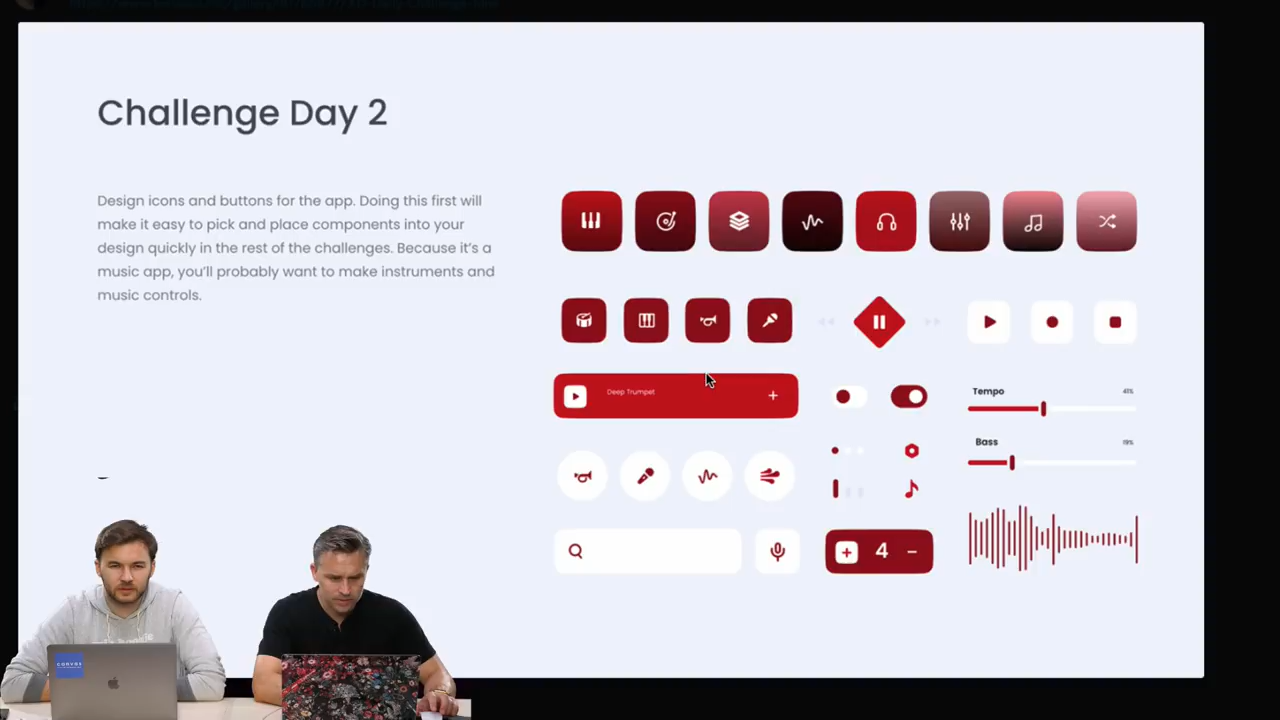 Challenge Day 2
Design icons and buttons for the app. Doing this first will
make it easy to pick and place components into your
design quickly in the rest of the challenges. Because it's a
music app, you'll probably want to make instruments and
music controls.
Deep Trumpet
Tempo
Bass
4
CANVAS